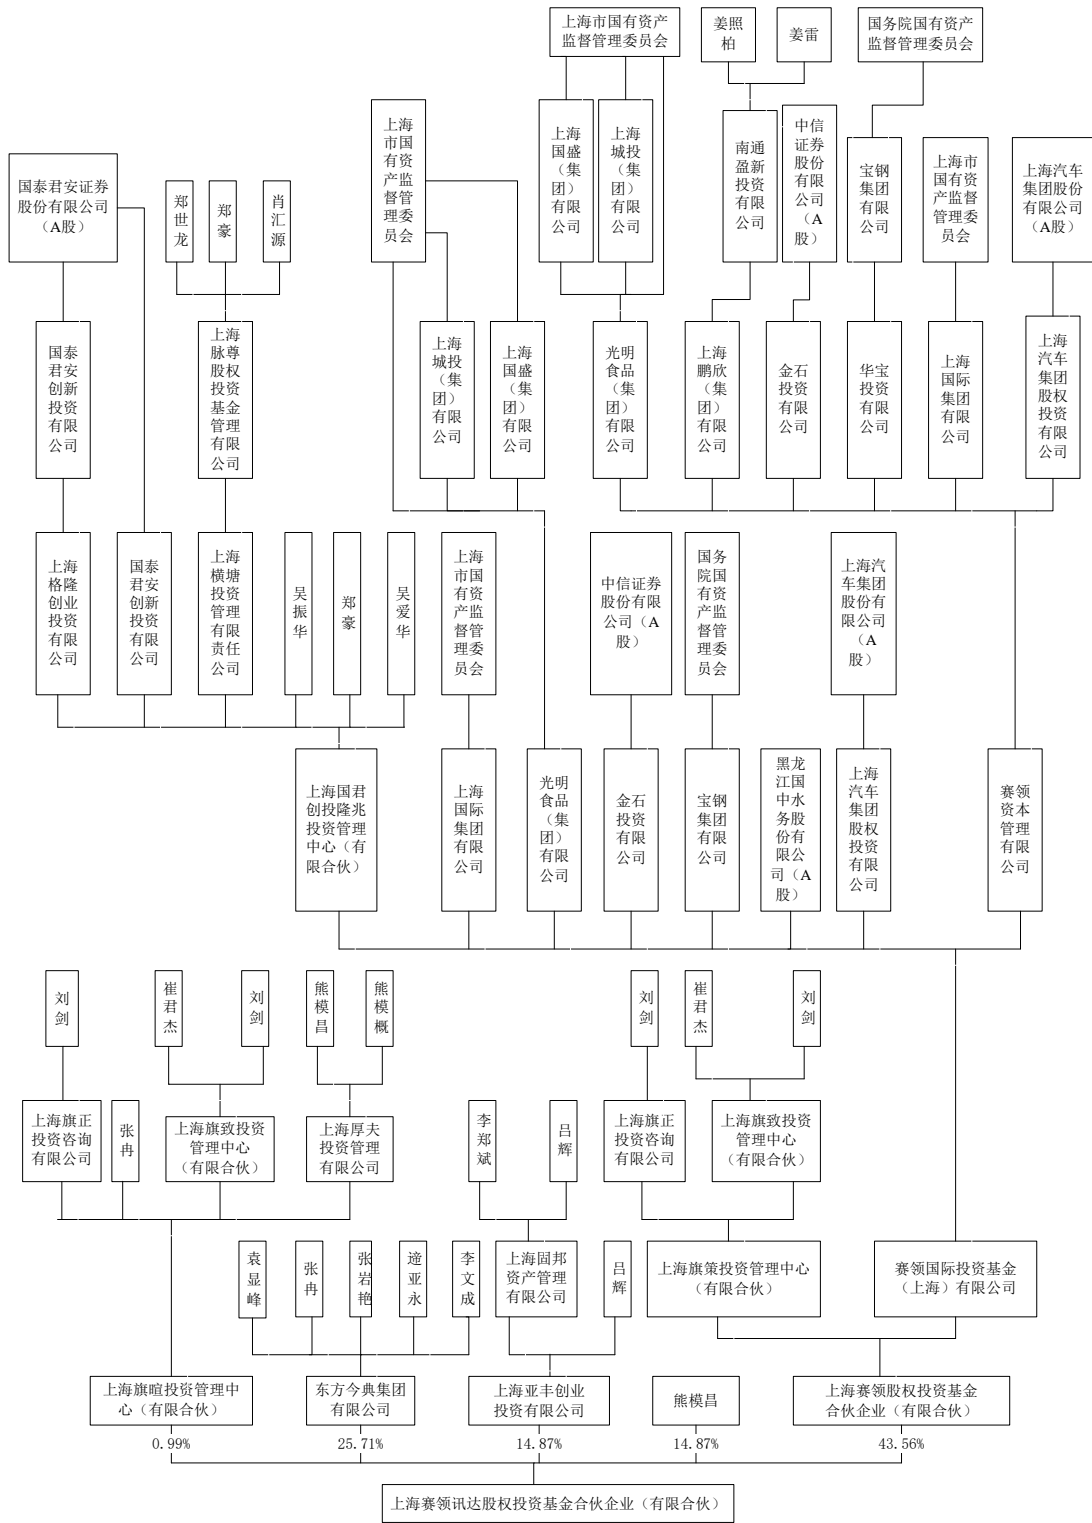 上海市国有资产
监督管理委员会
姜照
柏
姜雷
国务院国有资产
监督管理委员会
国泰君安证券
股份有限公司
（A股）
郑
世
龙
郑
豪
肖
汇
源
上海
市国
有资
产监
督管
理委
员会
上海
国盛
（集
团）
有限
公司
上海
城投
（集
团）
有限
公司
南通
盈新
投资
有限
公司
中信
证券
股份
有限
公司
（A
股）
宝钢
集团
有限
公司
上海市
国有资
产监督
管理委
员会
上海汽车
集团股份
有限公司
（A股）
国泰
君安
创新
投资
有限
公司
上海
脉尊
股权
投资
基金
管理
有限
公司
上海
城投
（集
团）
有限
公司
上海
国盛
（集
团）
有限
公司
光明
食品
（集
团）
有限
公司
上海
鹏欣
（集
团）
有限
公司
金石
投资
有限
公司
华宝
投资
有限
公司
上海
国际
集团
有限
公司
上海
汽车
集团
股权
投资
有限
公司
上海
格隆
创业
投资
有限
公司
国泰
君安
创新
投资
有限
公司
上海
横塘
投资
管理
有限
责任
公司
吴
振
华
郑
豪
吴
爱
华
上海
市国
有资
产监
督管
理委
员会
中信证券
股份有限
公司（A
股）
国务
院国
有资
产监
督管
理委
员会
上海汽
车集团
股份有
限公司
（A
股）
上海国君
创投隆兆
投资管理
中心（有
限合伙）
上海
国际
集团
有限
公司
光明
食品
（集
团）
有限
公司
金石
投资
有限
公司
宝钢
集团
有限
公司
黑龙
江国
中水
务股
份有
限公
司（A
股）
上海
汽车
集团
股权
投资
有限
公司
赛领
资本
管理
有限
公司
刘
剑
崔
君
杰
刘
剑
熊
模
昌
熊
模
概
刘
剑
崔
君
杰
刘
剑
上海旗正
投资咨询
有限公司
张
冉
上海旗致投资
管理中心
（有限合伙）
上海厚夫
投资管理
有限公司
李
郑
斌
吕
辉
上海旗正
投资咨询
有限公司
上海旗致投资
管理中心
（有限合伙）
袁
显
峰
张
冉
张
岩
艳
逄
亚
永
李
文
成
上海固邦
资产管理
有限公司
吕
辉
上海旗策投资管理中心
（有限合伙）
赛领国际投资基金
（上海）有限公司
上海旗暄投资管理中
心（有限合伙）
东方今典集团
有限公司
上海亚丰创业
投资有限公司
熊模昌
上海赛领股权投资基金
合伙企业（有限合伙）
0.99%
25.71%
14.87%
14.87%
43.56%
上海赛领讯达股权投资基金合伙企业（有限合伙）